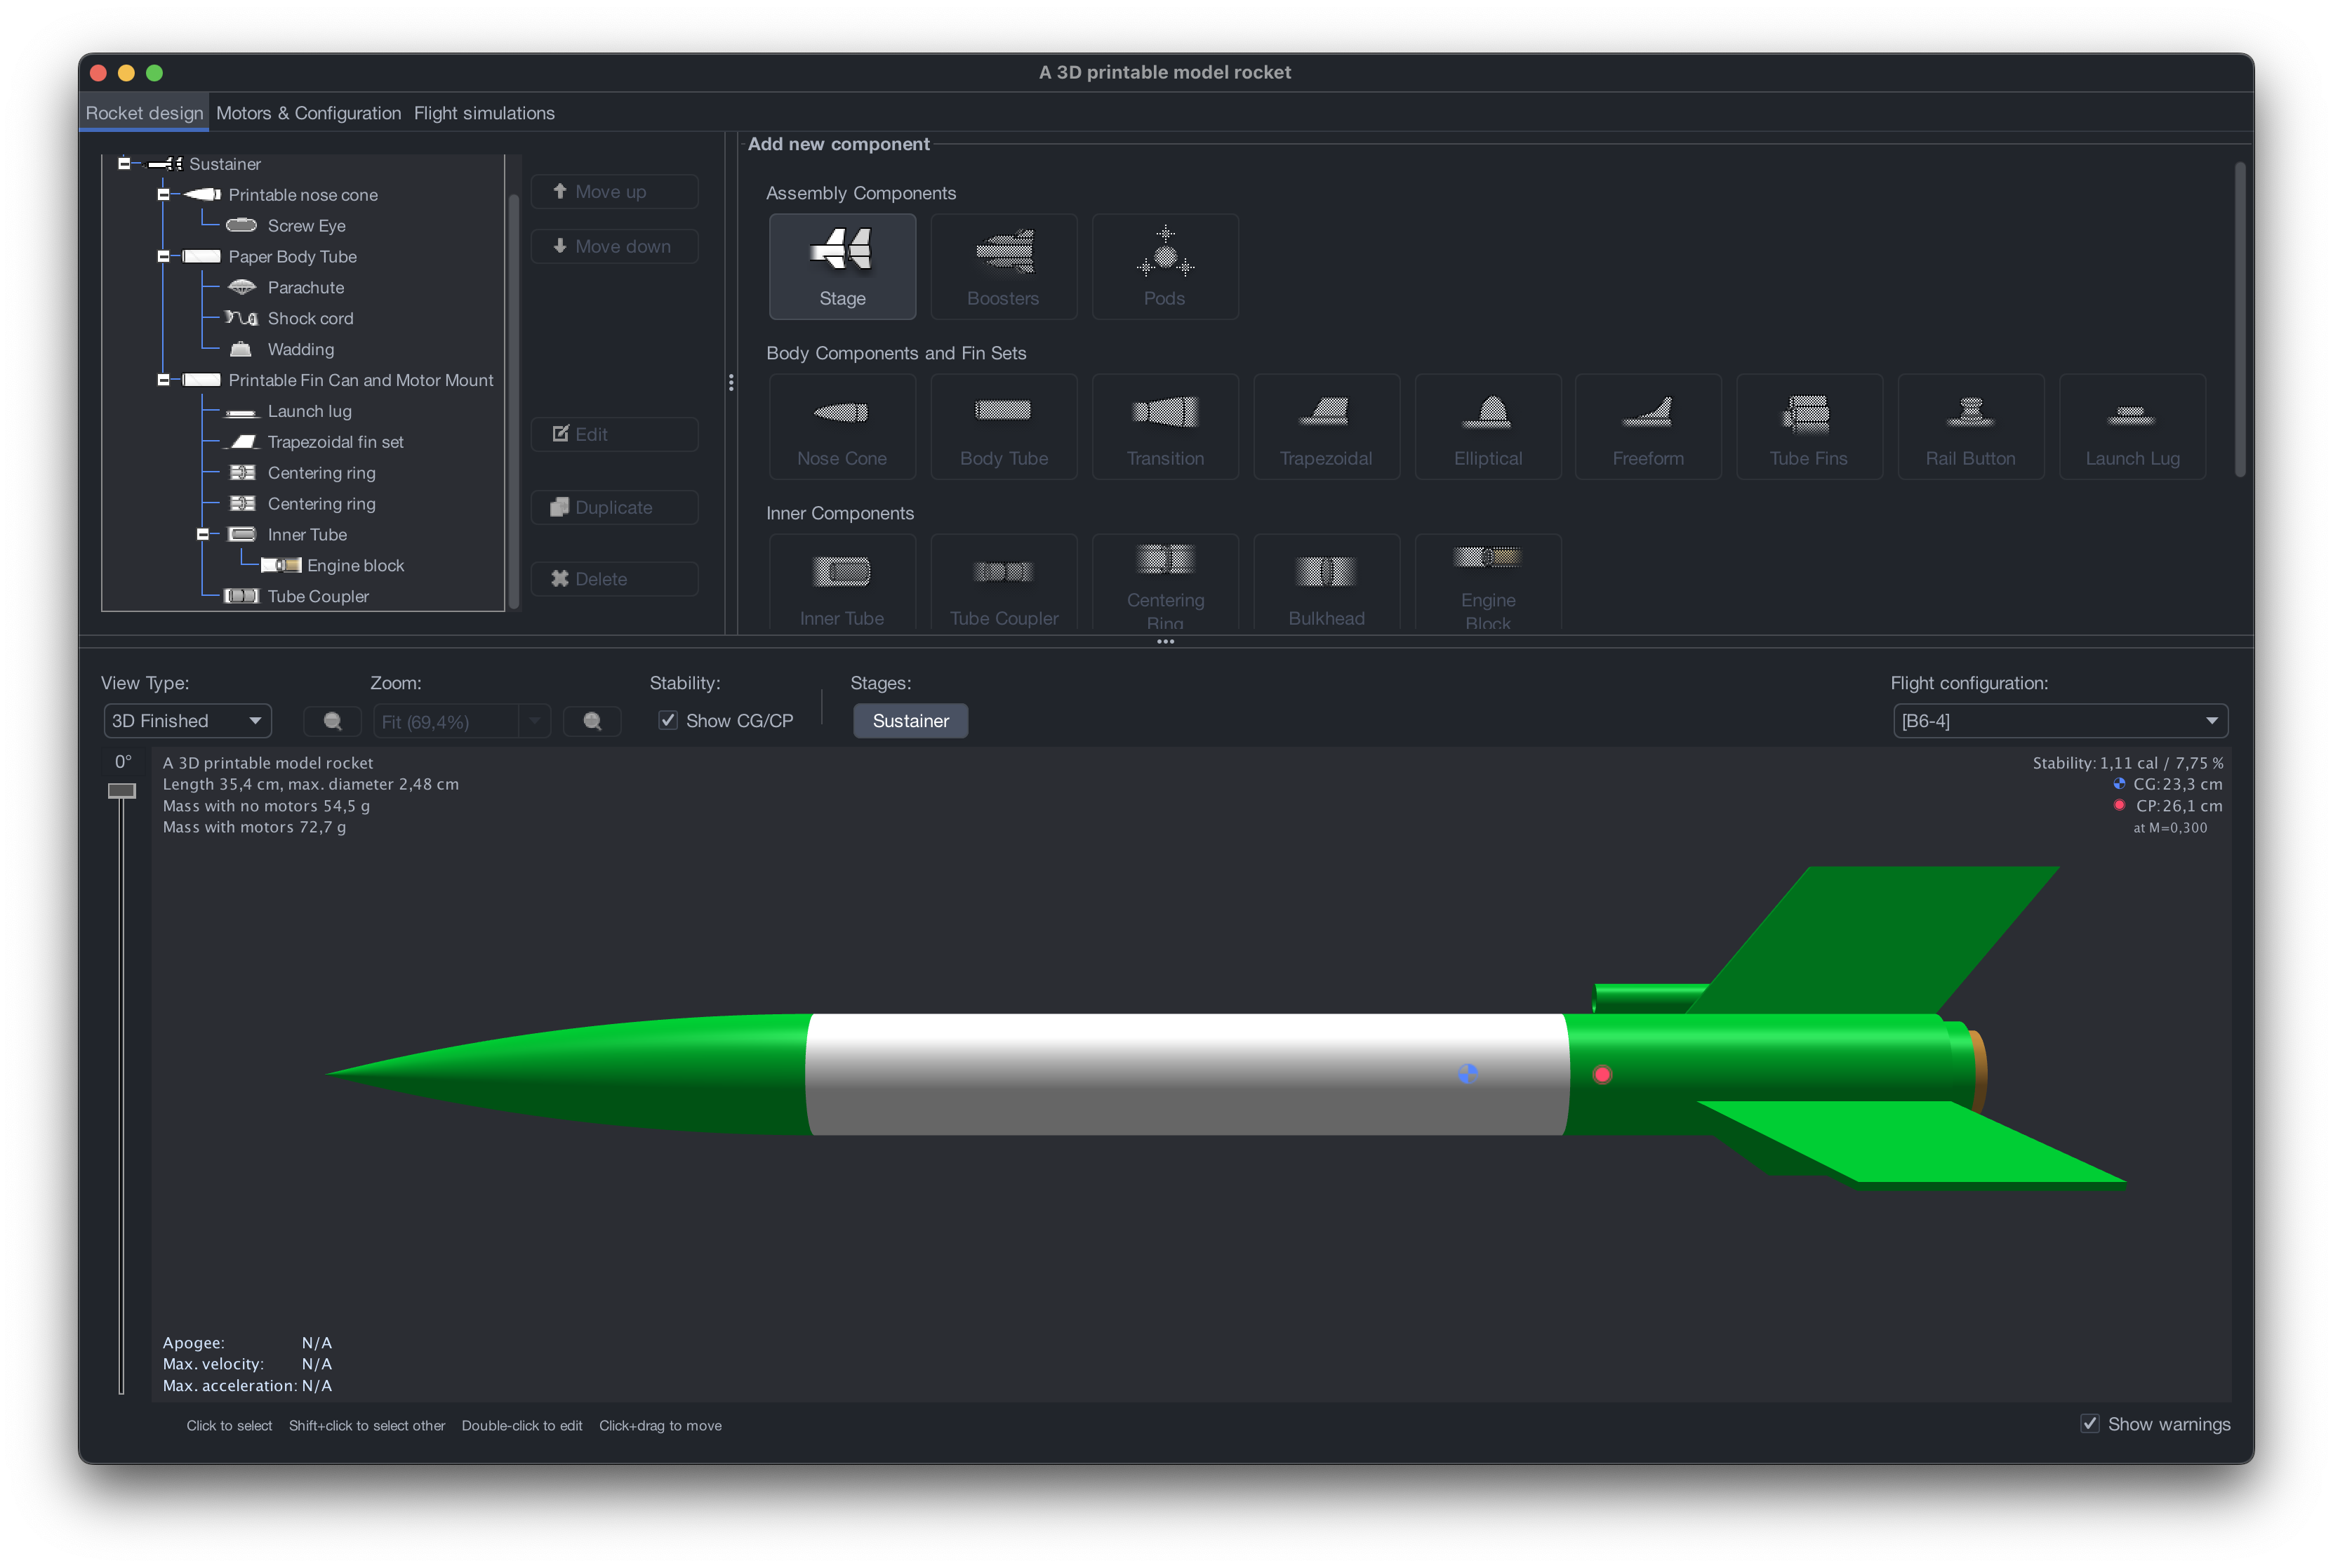 A 3D printable model rocket
Rocket design Motors & Configuration Flight simulations
Sustainer
Printable nose cone
Screw Eye
Paper Body Tube
Parachute
Shock cord
Wadding
Printable Fin Can and Motor Mount
Launch lug
Trapezoidal fin set
Centering ring
Centering ring
Inner Tube
Engine block
Tube Coupler
Move up
Move down
Edit
Duplicate
Delete
Add new component
Assembly Components
Stage Boosters Pods
Body Components and Fin Sets
Nose Cone Body Tube Transition Trapezoidal Elliptical Freeform Tube Fins Rail Button Launch Lug
Inner Components
Inner Tube Tube Coupler Centering Ring Bulkhead Engine Block
View Type: Zoom: Stability: Stages: Flight configuration:
3D Finished Fit (69,4%) Show CG/CP Sustainer [B6-4]
0°
A 3D printable model rocket
Length 35,4 cm, max. diameter 2,48 cm
Mass with no motors 54,5 g
Mass with motors 72,7 g
Stability: 1,11 cal / 7,75 %
CG: 23,3 cm
CP: 26,1 cm
at M=0,300
Apogee: N/A
Max. velocity: N/A
Max. acceleration: N/A
Click to select Shift+click to select other Double-click to edit Click+drag to move
Show warnings